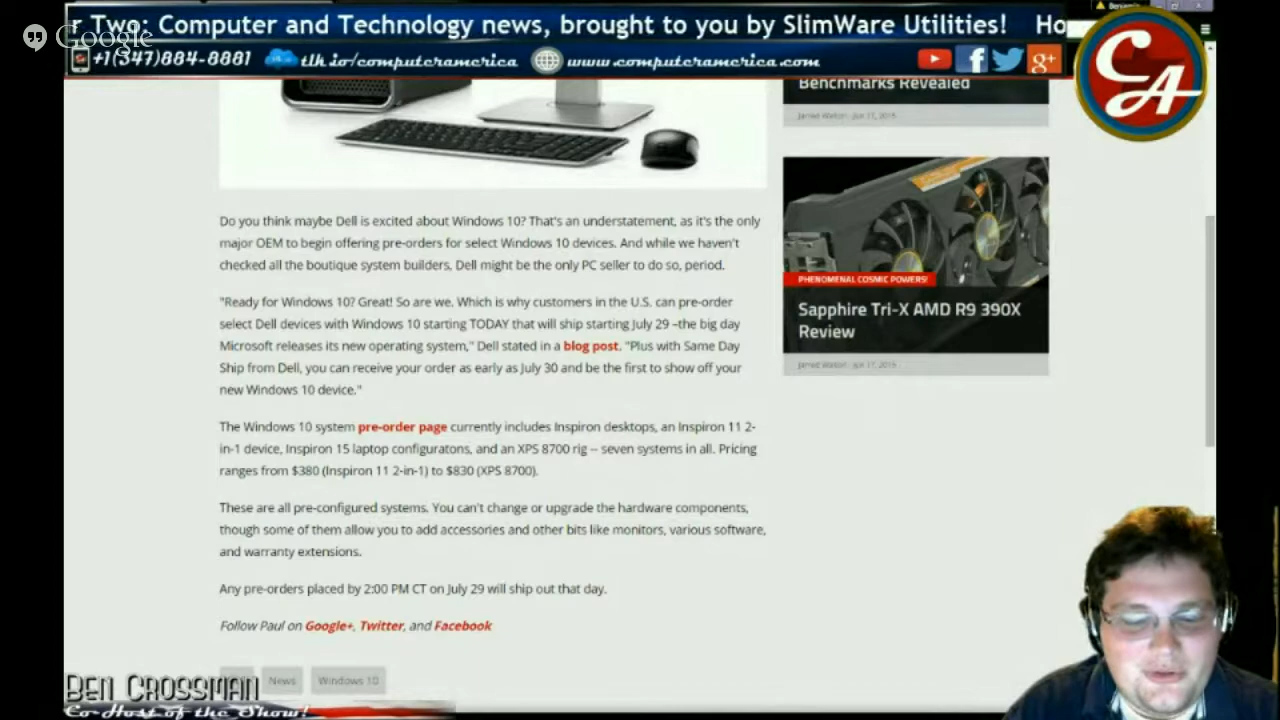 r Two: Computer and Technology news, brought to you by SlimWare Utilities!    Ho
Google
+1(347)884-8881
tlk.io/computeramerica
www.computeramerica.com
g+
CA
Benchmarks Revealed
Jarred Walton - Jun 17, 2015
Do you think maybe Dell is excited about Windows 10? That's an understatement, as it's the only
major OEM to begin offering pre-orders for select Windows 10 devices. And while we haven't
checked all the boutique system builders, Dell might be the only PC seller to do so, period.
"Ready for Windows 10? Great! So are we. Which is why customers in the U.S. can pre-order
select Dell devices with Windows 10 starting TODAY that will ship starting July 29 –the big day
Microsoft releases its new operating system," Dell stated in a blog post. "Plus with Same Day
Ship from Dell, you can receive your order as early as July 30 and be the first to show off your
new Windows 10 device."
The Windows 10 system pre-order page currently includes Inspiron desktops, an Inspiron 11 2-
in-1 device, Inspiron 15 laptop configuratons, and an XPS 8700 rig -- seven systems in all. Pricing
ranges from $380 (Inspiron 11 2-in-1) to $830 (XPS 8700).
These are all pre-configured systems. You can't change or upgrade the hardware components,
though some of them allow you to add accessories and other bits like monitors, various software,
and warranty extensions.
Any pre-orders placed by 2:00 PM CT on July 29 will ship out that day.
Follow Paul on Google+, Twitter, and Facebook
News
Windows 10
PHENOMENAL COSMIC POWERS!
Sapphire Tri-X AMD R9 390X
Review
Jarred Walton - Jun 17, 2015
Ben Crossman
Co-Host of the Show!